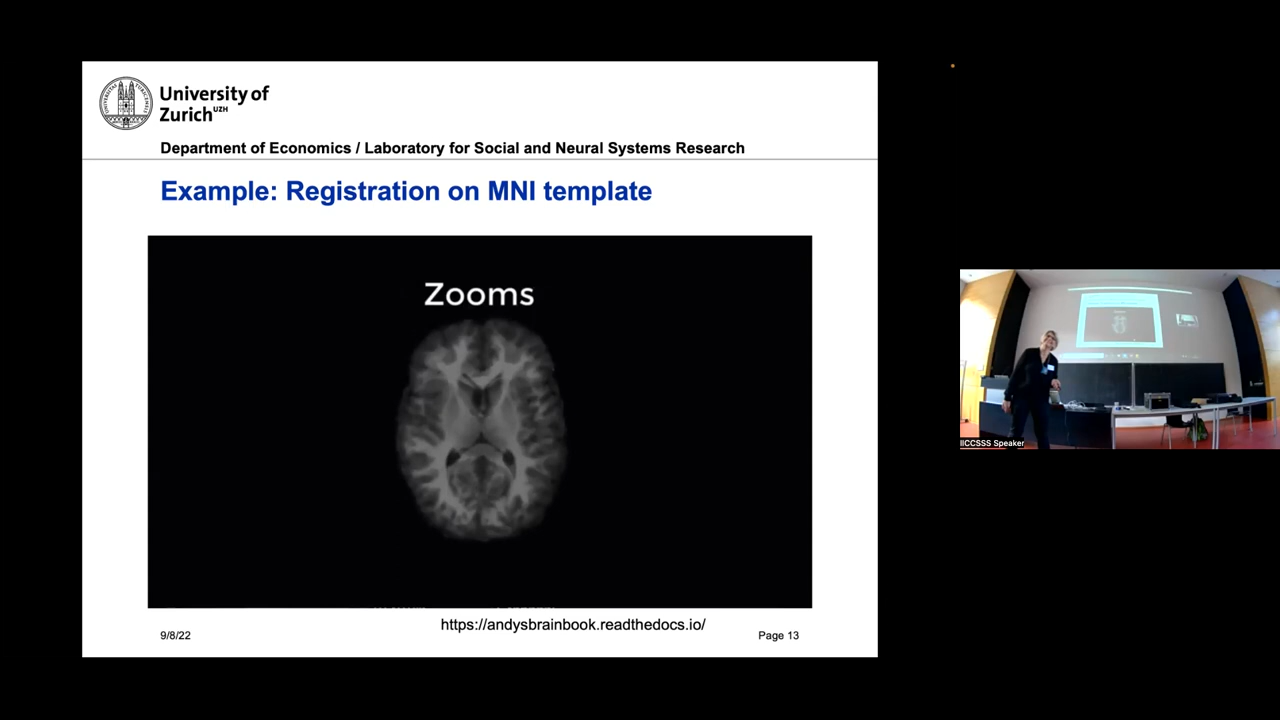 University of
Zurich UZH
Department of Economics / Laboratory for Social and Neural Systems Research
Example: Registration on MNI template
Zooms
https://andysbrainbook.readthedocs.io/
9/8/22
Page 13
IICCSSS Speaker